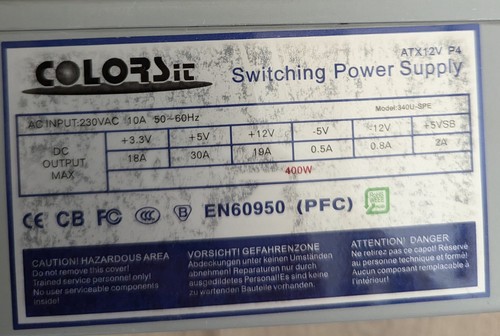 COLORSit
ATX12V P4
Switching Power Supply
Model:340U-SPE
AC INPUT:230VAC 10A 50~60Hz
DC OUTPUT MAX
+3.3V +5V +12V -5V -12V +5VSB
18A 30A 19A 0.5A 0.8A 2A
400W
CE CB FC CCC B EN60950 (PFC)
CAUTION! HAZARDOUS AREA
Do not remove this cover!
Trained service personnel only!
No user serviceable components
inside!
VORSICHT! GEFAHRENZONE
Abdeckungen unter keinen Umständen
abnehmen! Reparaturen nur durch
ausgebildetes Personal! Es sind keine
zu wartenden Bauteile vorhanden.
ATTENTION! DANGER
Ne retirez pas ce capot! Réservé
au personne technique et formé!
Aucun composant remplaçable à
l'intérieur!